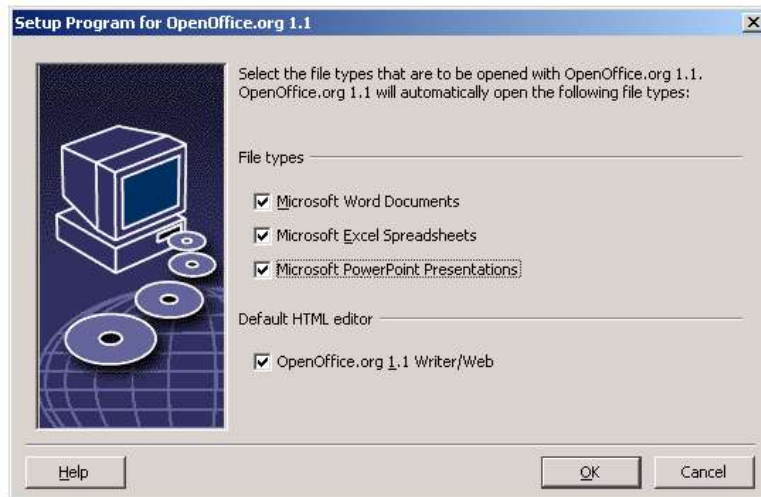 Setup Program for OpenOffice.org 1.1
Select the file types that are to be opened with OpenOffice.org 1.1.
OpenOffice.org 1.1 will automatically open the following file types:
File types
Microsoft Word Documents
Microsoft Excel Spreadsheets
Microsoft PowerPoint Presentations
Default HTML editor
OpenOffice.org 1.1 Writer/Web
Help
OK
Cancel